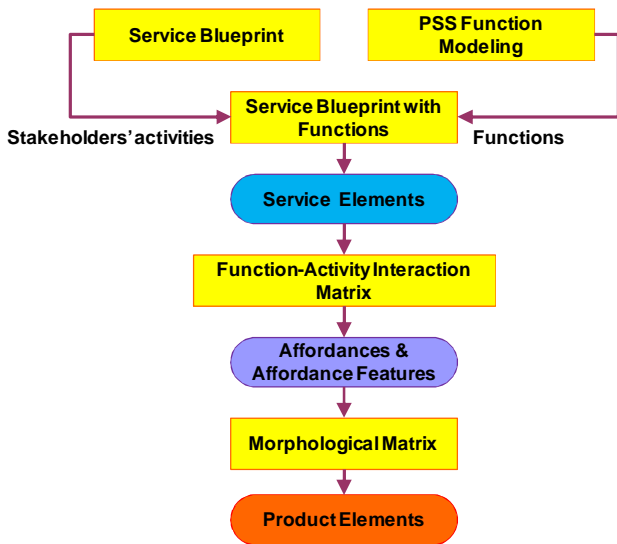 Service Blueprint
PSS Function
Modeling
Service Blueprint with
Functions
Stakeholders' activities
Functions
Service Elements
Function-Activity Interaction
Matrix
Affordances &
Affordance Features
Morphological Matrix
Product Elements